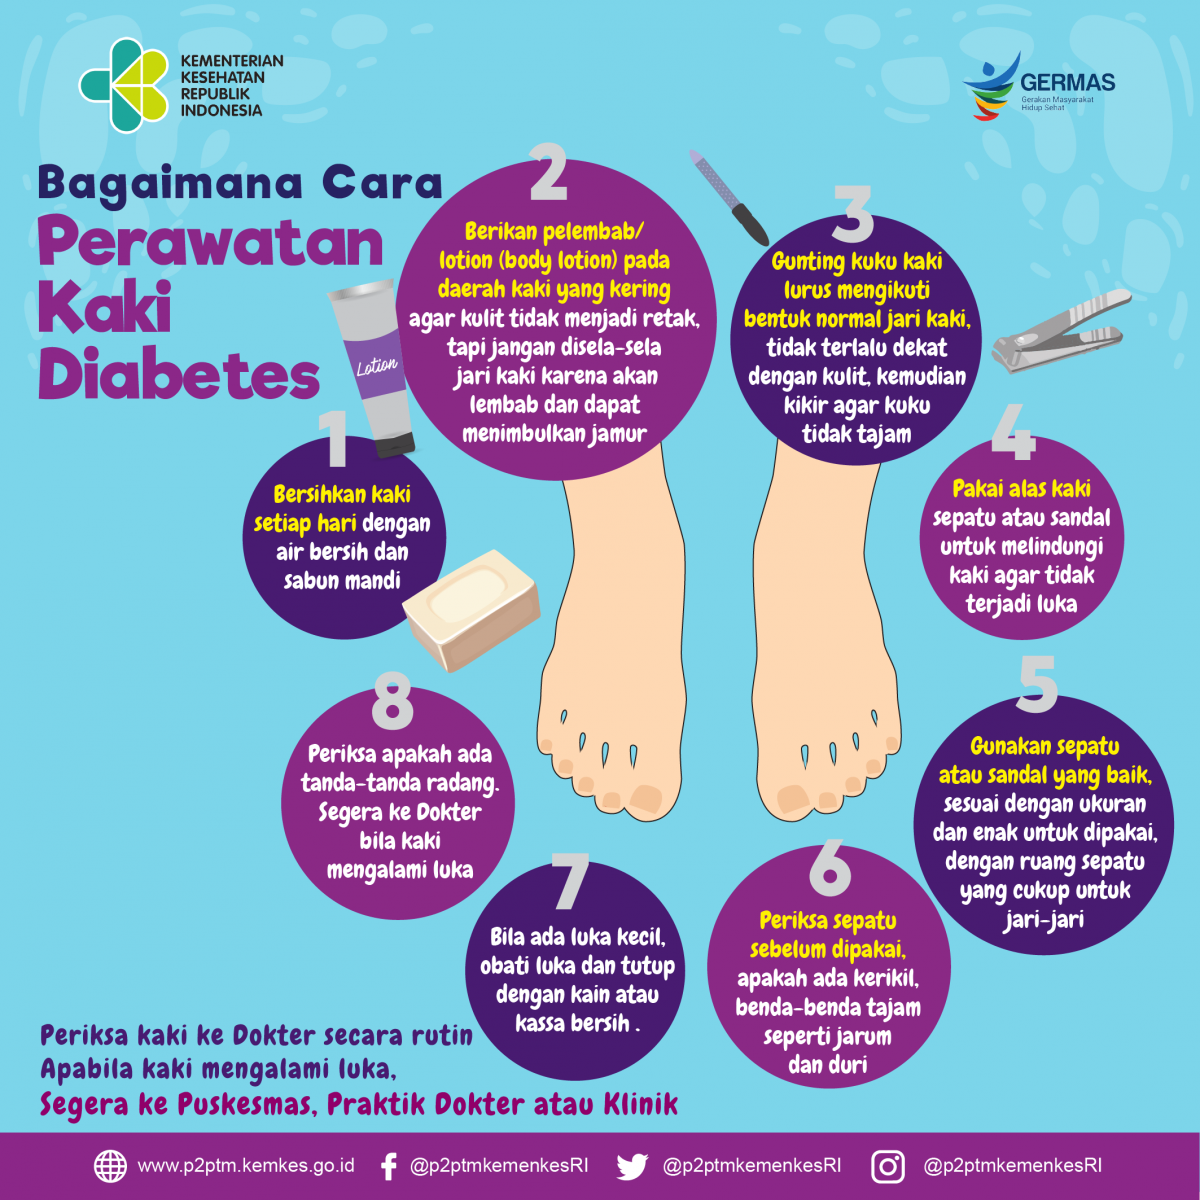 KEMENTERIAN
KESEHATAN
REPUBLIK
INDONESIA
GERMAS
Gerakan Masyarakat
Hidup Sehat
Bagaimana Cara
Perawatan
Kaki
Diabetes
Lotion
1
Bersihkan kaki
setiap hari dengan
air bersih dan
sabun mandi
2
Berikan pelembab/
lotion (body lotion) pada
daerah kaki yang kering
agar kulit tidak menjadi retak,
tapi jangan disela-sela
jari kaki karena akan
lembab dan dapat
menimbulkan jamur
3
Gunting kuku kaki
lurus mengikuti
bentuk normal jari kaki,
tidak terlalu dekat
dengan kulit, kemudian
kikir agar kuku
tidak tajam
4
Pakai alas kaki
sepatu atau sandal
untuk melindungi
kaki agar tidak
terjadi luka
5
Gunakan sepatu
atau sandal yang baik,
sesuai dengan ukuran
dan enak untuk dipakai,
dengan ruang sepatu
yang cukup untuk
jari-jari
6
Periksa sepatu
sebelum dipakai,
apakah ada kerikil,
benda-benda tajam
seperti jarum
dan duri
7
Bila ada luka kecil,
obati luka dan tutup
dengan kain atau
kassa bersih .
8
Periksa apakah ada
tanda-tanda radang.
Segera ke Dokter
bila kaki
mengalami luka
Periksa kaki ke Dokter secara rutin
Apabila kaki mengalami luka,
Segera ke Puskesmas, Praktik Dokter atau Klinik
www.p2ptm.kemkes.go.id
@p2ptmkemenkesRI
@p2ptmkemenkesRI
@p2ptmkemenkesRI